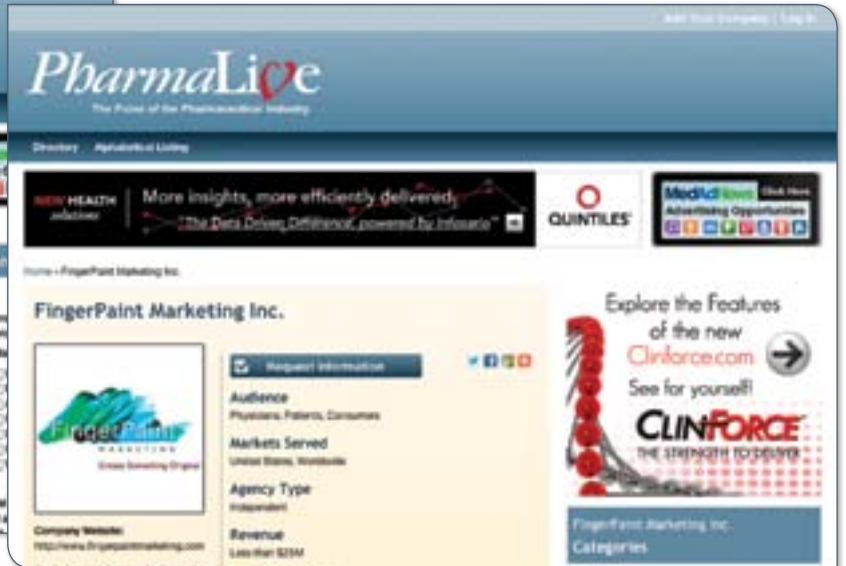 Add Your Company | Log In
PharmaLive
The Pulse of the Pharmaceutical Industry
Directory Alphabetical Listing
NEW HEALTH
solutions
More insights, more efficiently delivered,
"The Data Driven Difference, powered by Infosario"
QUINTILES
MedAdNews Click Here
Advertising Opportunities
Home » FingerPaint Marketing Inc.
FingerPaint Marketing Inc.
FingerPaint
MARKETING
Create Something Original
Company Website:
http://www.fingerpaintmarketing.com
Request Information
Audience
Physicians, Patients, Consumers
Markets Served
United States, Worldwide
Agency Type
Independent
Revenue
Less than $25M
Explore the Features
of the new
Clinforce.com
See for yourself!
CLINFORCE
THE STRENGTH TO DELIVER
FingerPaint Marketing Inc.
Categories